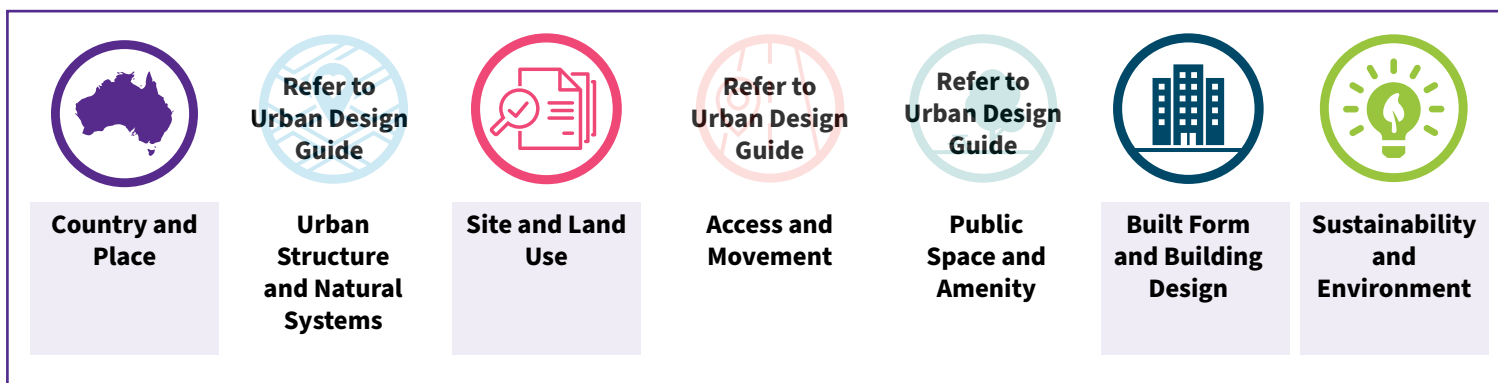 Refer to
Urban Design
Guide
Refer to
Urban Design
Guide
Refer to
Urban Design
Guide
Country and
Place
Urban
Structure
and Natural
Systems
Site and Land
Use
Access and
Movement
Public
Space and
Amenity
Built Form
and Building
Design
Sustainability
and
Environment